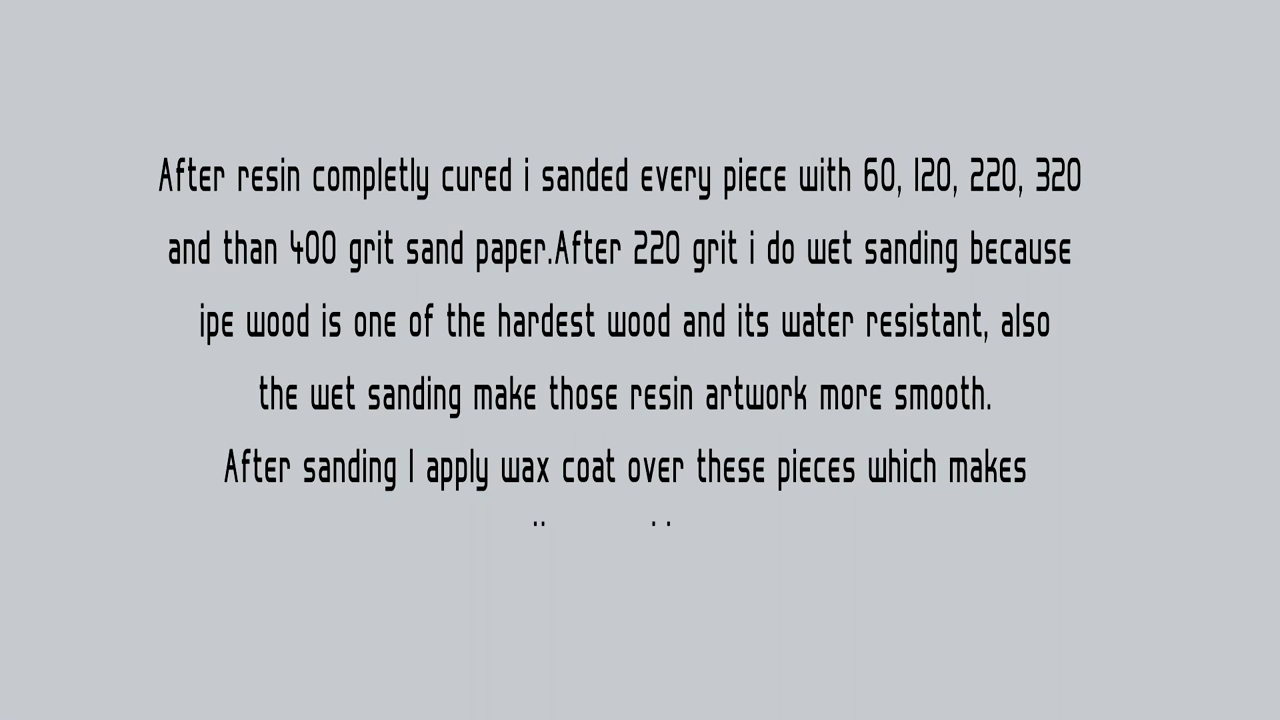 After resin completly cured i sanded every piece with 60, 120, 220, 320
and than 400 grit sand paper.After 220 grit i do wet sanding because
ipe wood is one of the hardest wood and its water resistant, also
the wet sanding make those resin artwork more smooth.
After sanding I apply wax coat over these pieces which makes